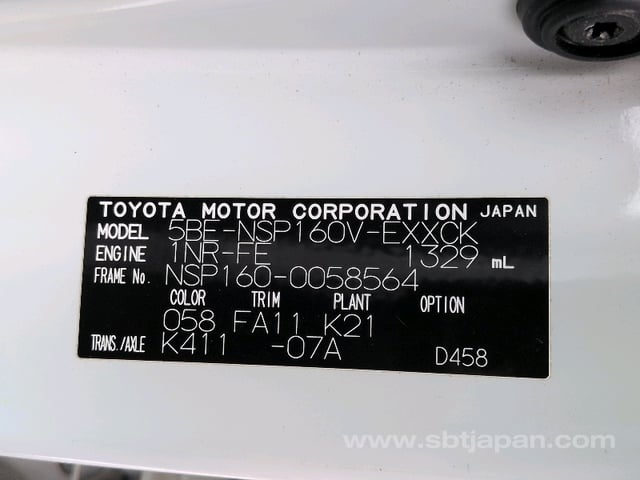 TOYOTA MOTOR CORPORATION JAPAN
MODEL 5BE-NSP160V-EXXCK
ENGINE 1NR-FE 1329 mL
FRAME No. NSP160-0058564
COLOR TRIM PLANT OPTION
058 FA11 K21
TRANS./AXLE K411 -07A D458
www.sbtjapan.com